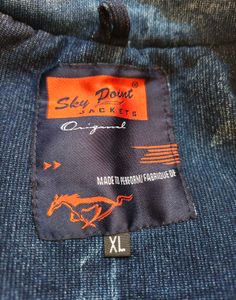 Sky Point ®
JACKETS
Original
MADE TO PERFORM/ FABRIQUE DE
XL